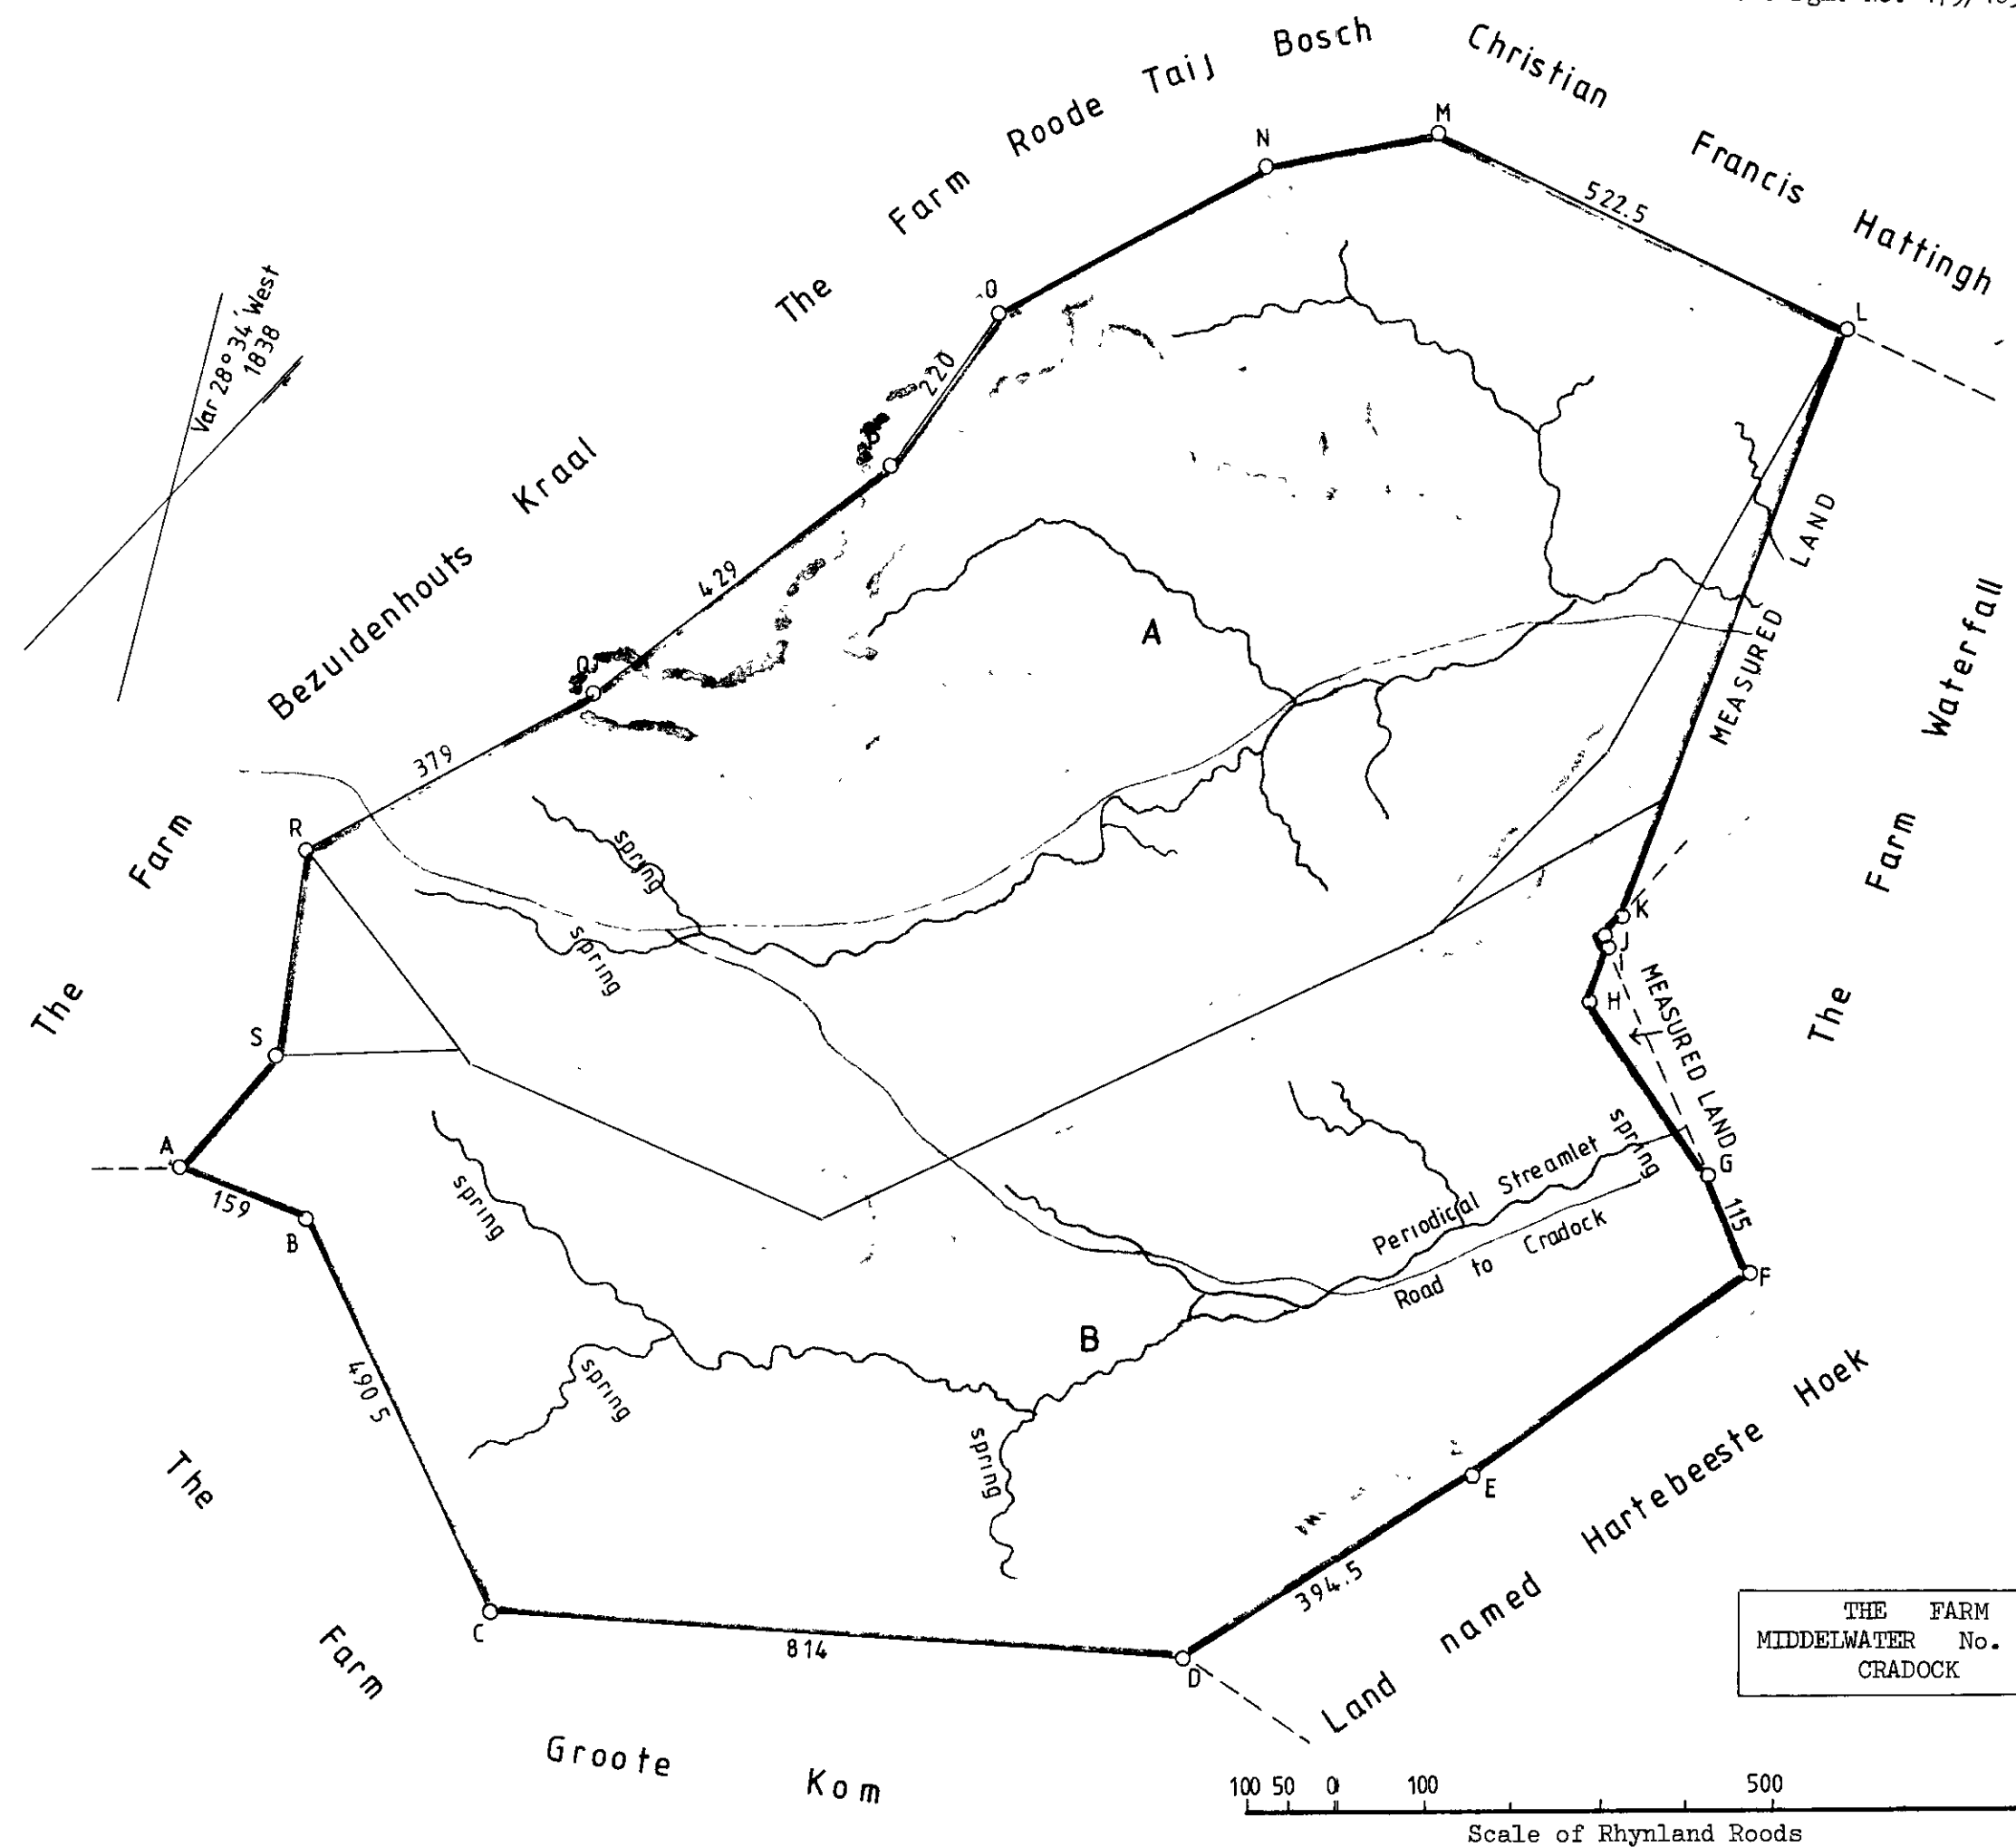 The Farm Roode Taij Bosch
Christian Francis Hattingh
M
N
522.5
L
O
220
Var 28°34' West
1838
The Farm Bezuidenhouts Kraal
429
Q
379
R
A
MEASURED LAND
The Farm Waterfall
spring
spring
K
J
H
MEASURED LAND
S
A
159
B
spring
G
115
F
Periodical Streamlet
Road to Cradock
spring
spring
spring
B
490 5
C
814
D
394.5
E
The Farm Groote Kom
Land named Hartebeeste Hoek
THE FARM
MIDDELWATER No.
CRADOCK
100 50 0 100 500
Scale of Rhynland Roods